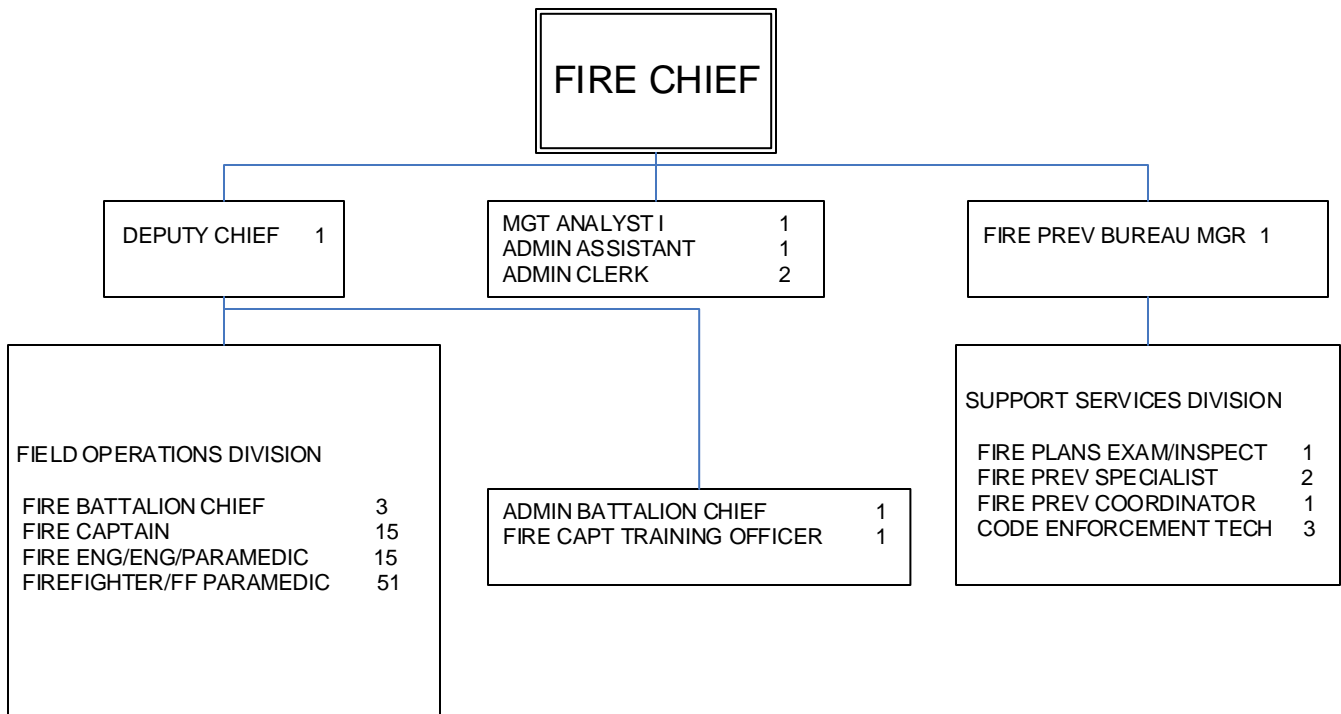 FIRE CHIEF
DEPUTY CHIEF 1
MGT ANALYST I 1
ADMIN ASSISTANT 1
ADMIN CLERK 2
FIRE PREV BUREAU MGR 1
FIELD OPERATIONS DIVISION
FIRE BATTALION CHIEF 3
FIRE CAPTAIN 15
FIRE ENG/ENG/PARAMEDIC 15
FIREFIGHTER/FF PARAMEDIC 51
ADMIN BATTALION CHIEF 1
FIRE CAPT TRAINING OFFICER 1
SUPPORT SERVICES DIVISION
FIRE PLANS EXAM/INSPECT 1
FIRE PREV SPECIALIST 2
FIRE PREV COORDINATOR 1
CODE ENFORCEMENT TECH 3